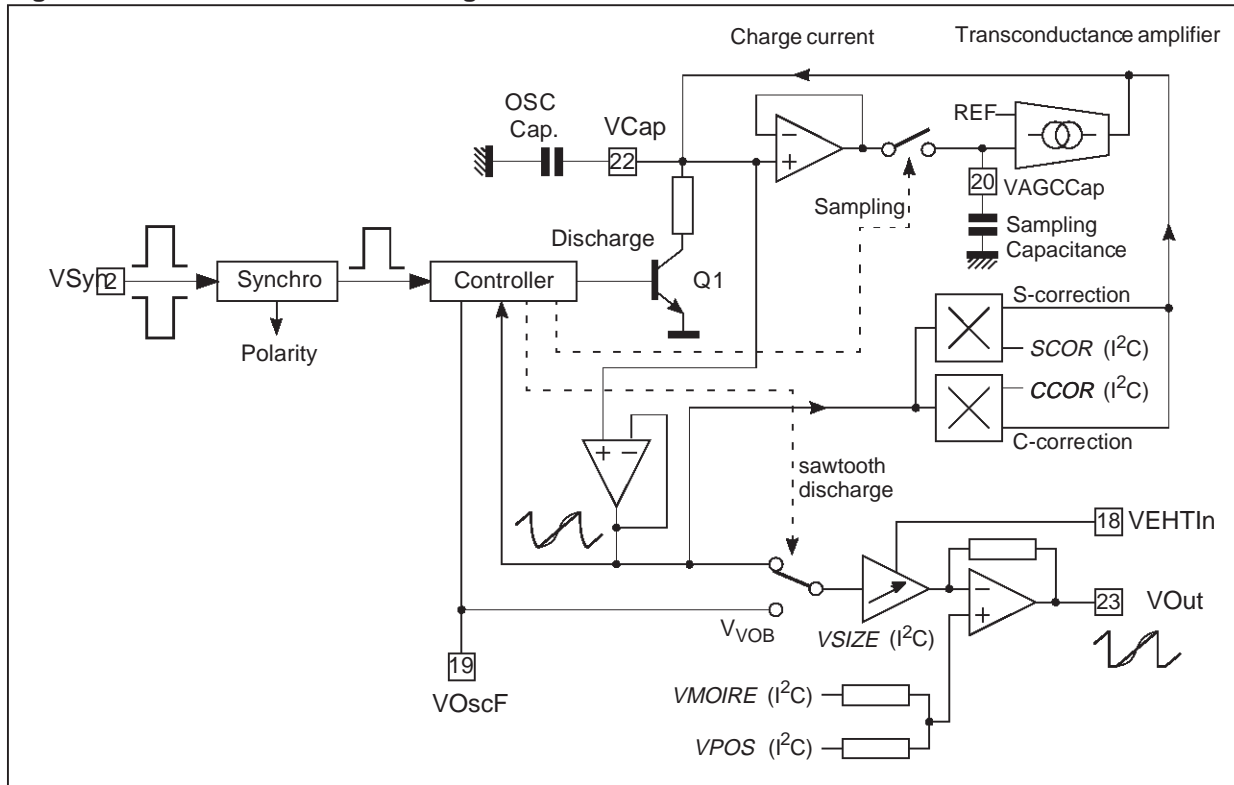 Charge current
Transconductance amplifier
OSC
Cap.
VCap
22
REF
20
VAGCCap
Sampling
Sampling
Capacitance
Discharge
VSyn
2
Synchro
Controller
Q1
Polarity
S-correction
SCOR (I²C)
CCOR (I²C)
C-correction
+ −
− +
sawtooth
discharge
18
VEHTIn
−
+
23
VOut
V_VOB
VSIZE (I²C)
19
VOscF
VMOIRE (I²C)
VPOS (I²C)